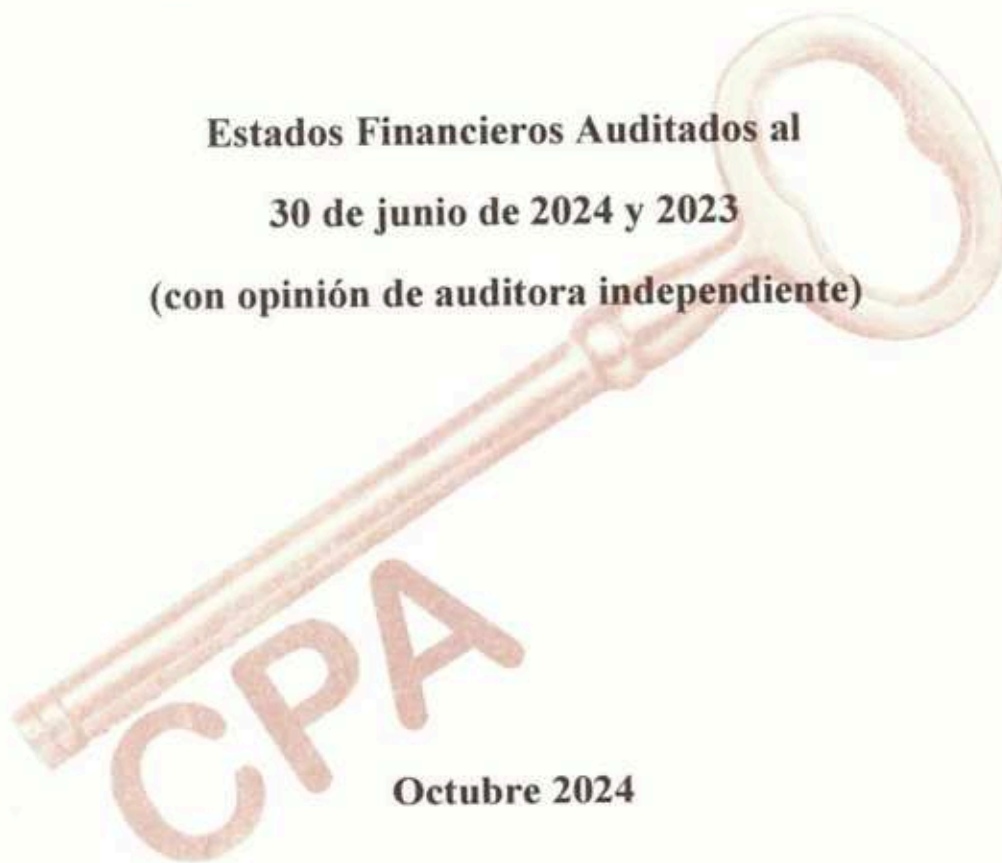 Estados Financieros Auditados al
30 de junio de 2024 y 2023
(con opinión de auditora independiente)
CPA
Octubre 2024